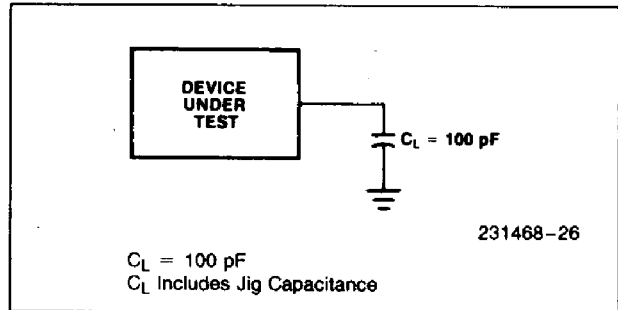 DEVICE
UNDER
TEST
C_L = 100 pF
231468–26
C_L = 100 pF
C_L Includes Jig Capacitance